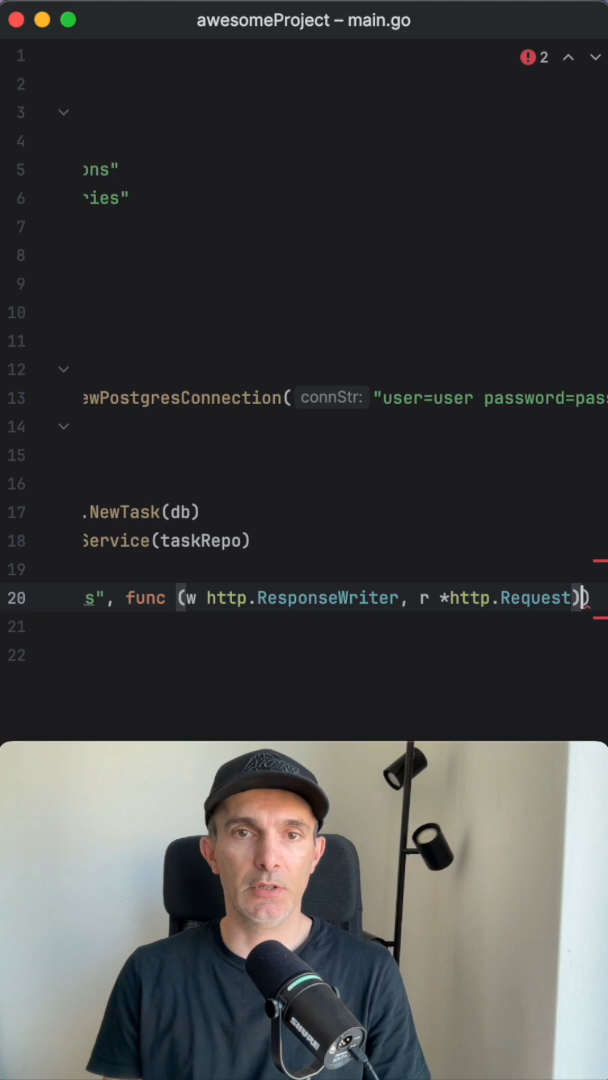 awesomeProject – main.go
1
2
2
3
4
5
ons"
6
ries"
7
8
9
10
11
12
13
ewPostgresConnection( connStr: "user=user password=pass
14
15
16
17
.NewTask(db)
18
Service(taskRepo)
19
20
s", func (w http.ResponseWriter, r *http.Request))
21
22
SHURE